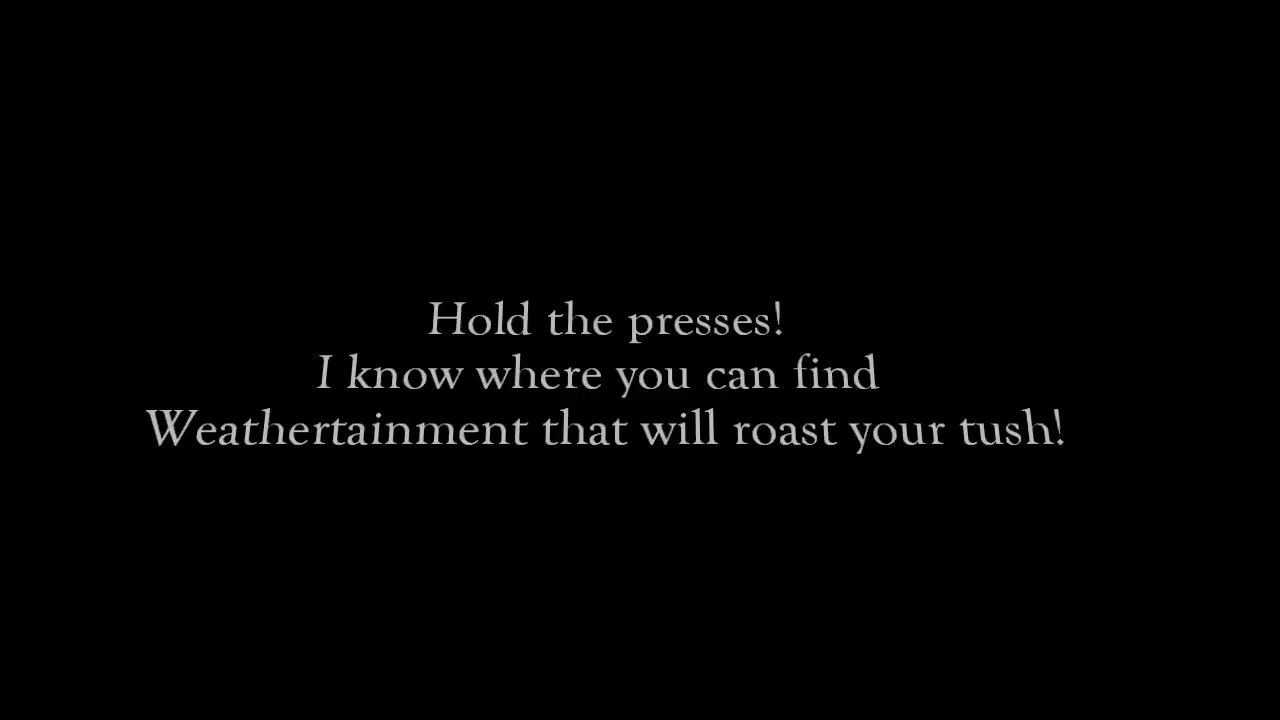 Hold the presses!
I know where you can find
Weathertainment that will roast your tush!